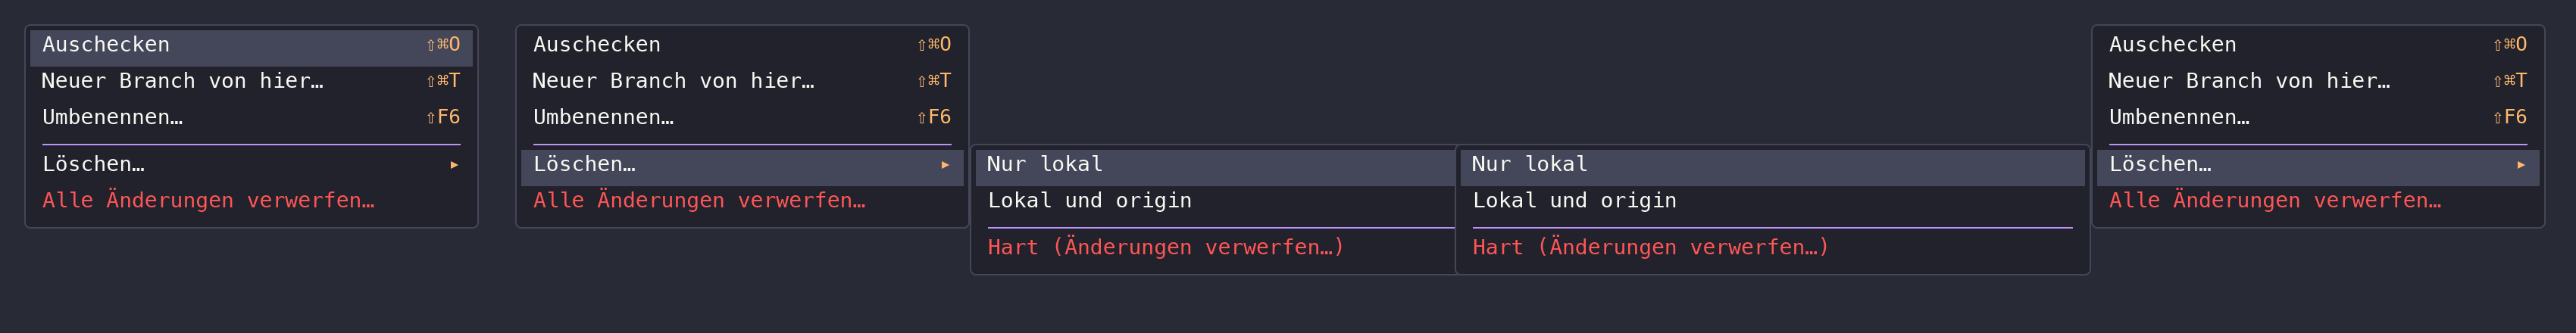 Auschecken ⇧⌘O
Neuer Branch von hier… ⇧⌘T
Umbenennen… ⇧F6
Löschen… ▸
Alle Änderungen verwerfen…
Auschecken ⇧⌘O
Neuer Branch von hier… ⇧⌘T
Umbenennen… ⇧F6
Löschen… ▸
Alle Änderungen verwerfen…
Nur lokal
Lokal und origin
Hart (Änderungen verwerfen…)
Nur lokal
Lokal und origin
Hart (Änderungen verwerfen…)
Auschecken ⇧⌘O
Neuer Branch von hier… ⇧⌘T
Umbenennen… ⇧F6
Löschen… ▸
Alle Änderungen verwerfen…